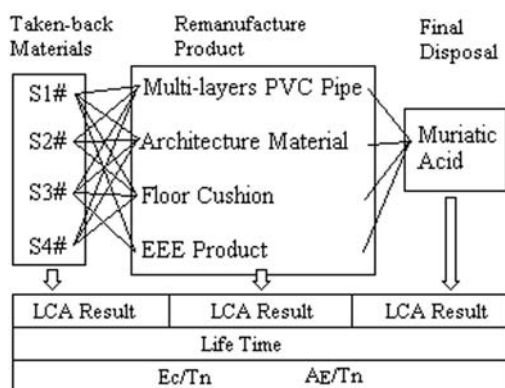 Taken-back Materials
Remanufacture Product
Final Disposal
S1#
S2#
S3#
S4#
Multi-layers PVC Pipe
Architecture Material
Floor Cushion
EEE Product
Muriatic Acid
LCA Result
LCA Result
LCA Result
Life Time
Ec/Tn
AE/Tn